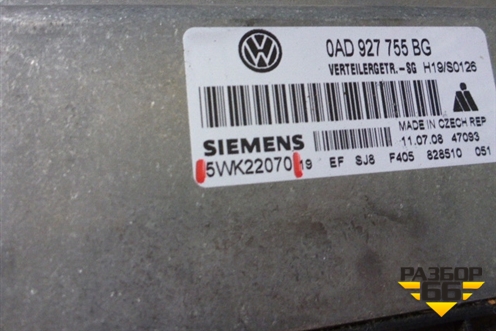 0AD 927 755 BG
VERTEILERGETR.-SG H19/S0126
MADE IN CZECH REP
SIEMENS
11.07.08 47093
5WK22070 19 EF SJ8 F405 828510 051
РАЗБОР
66